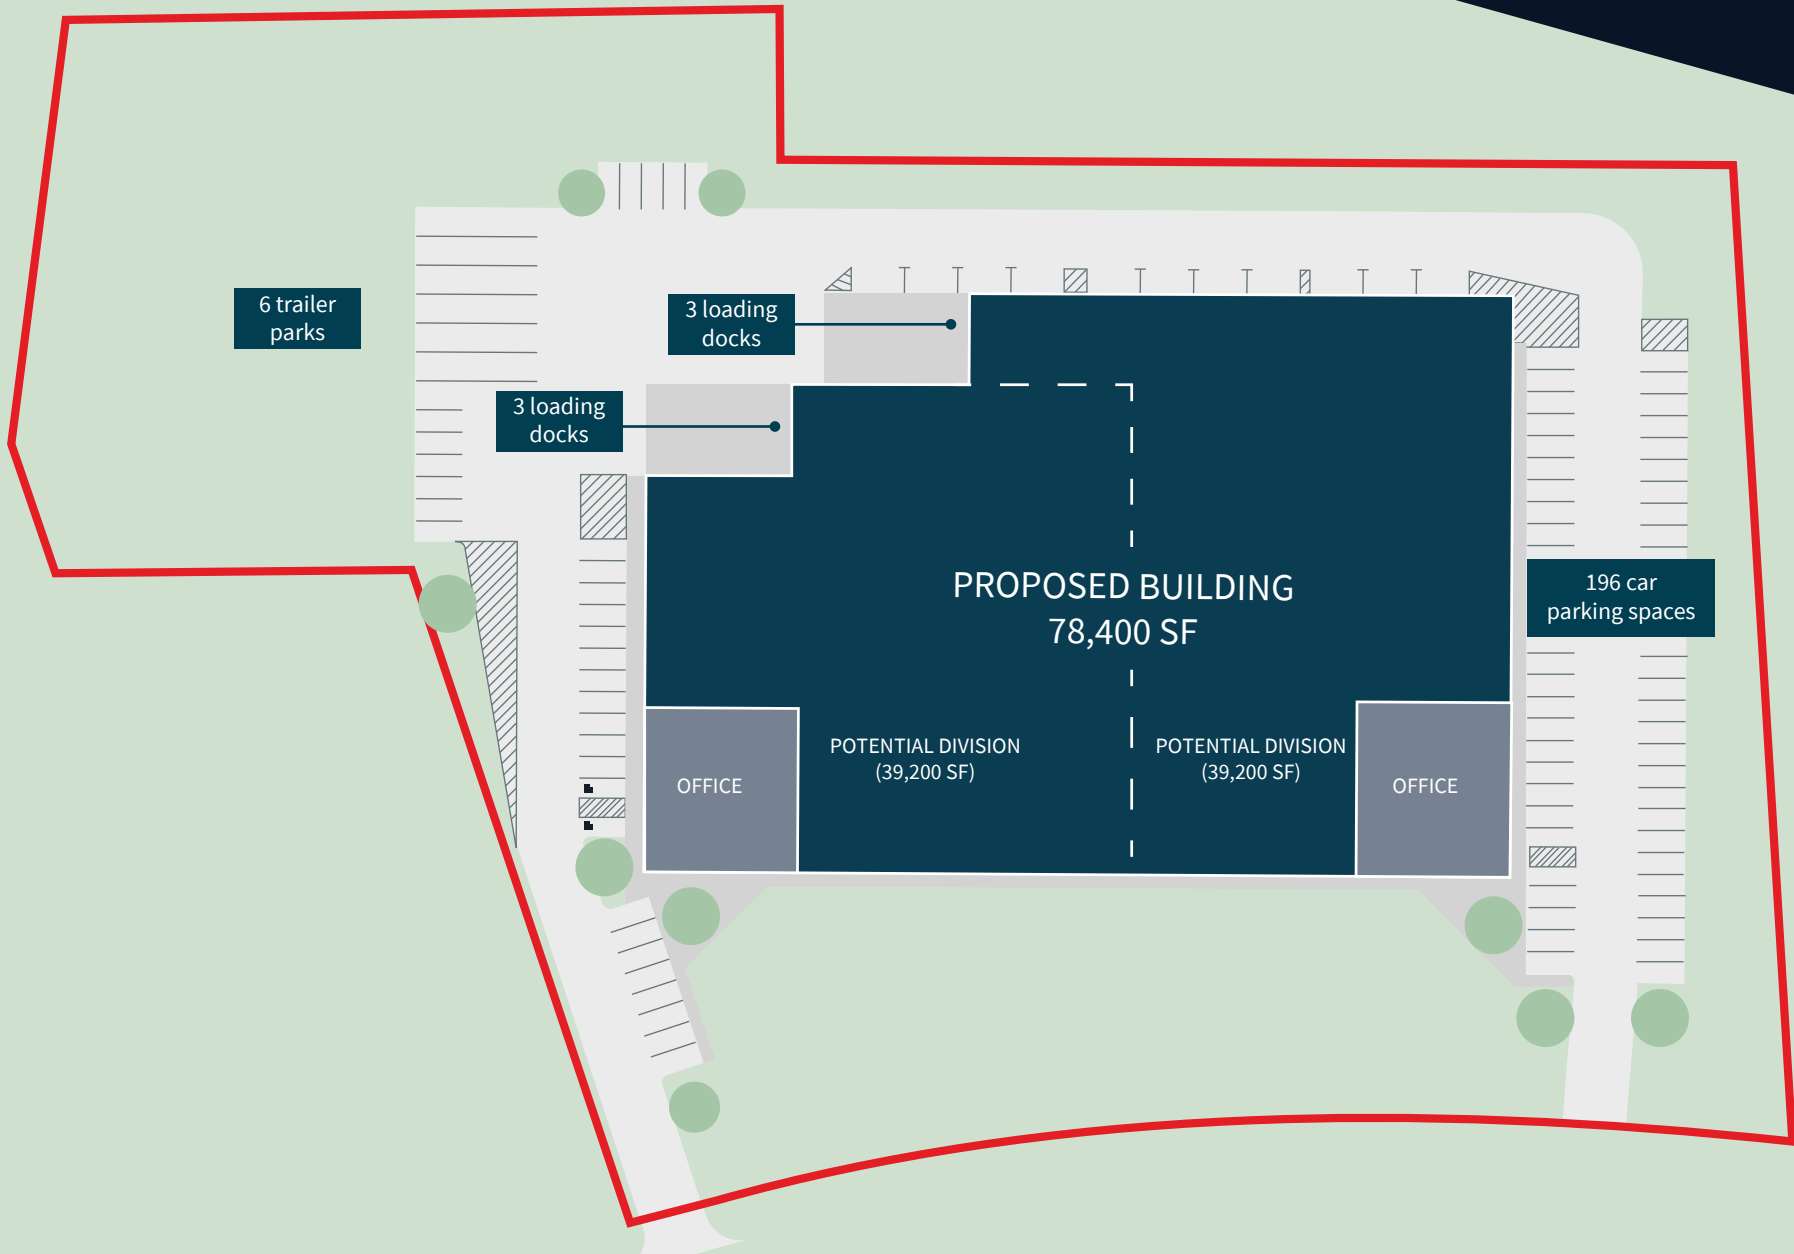 6 trailer
parks
3 loading
docks
3 loading
docks
PROPOSED BUILDING
78,400 SF
196 car
parking spaces
POTENTIAL DIVISION
(39,200 SF)
POTENTIAL DIVISION
(39,200 SF)
OFFICE
OFFICE